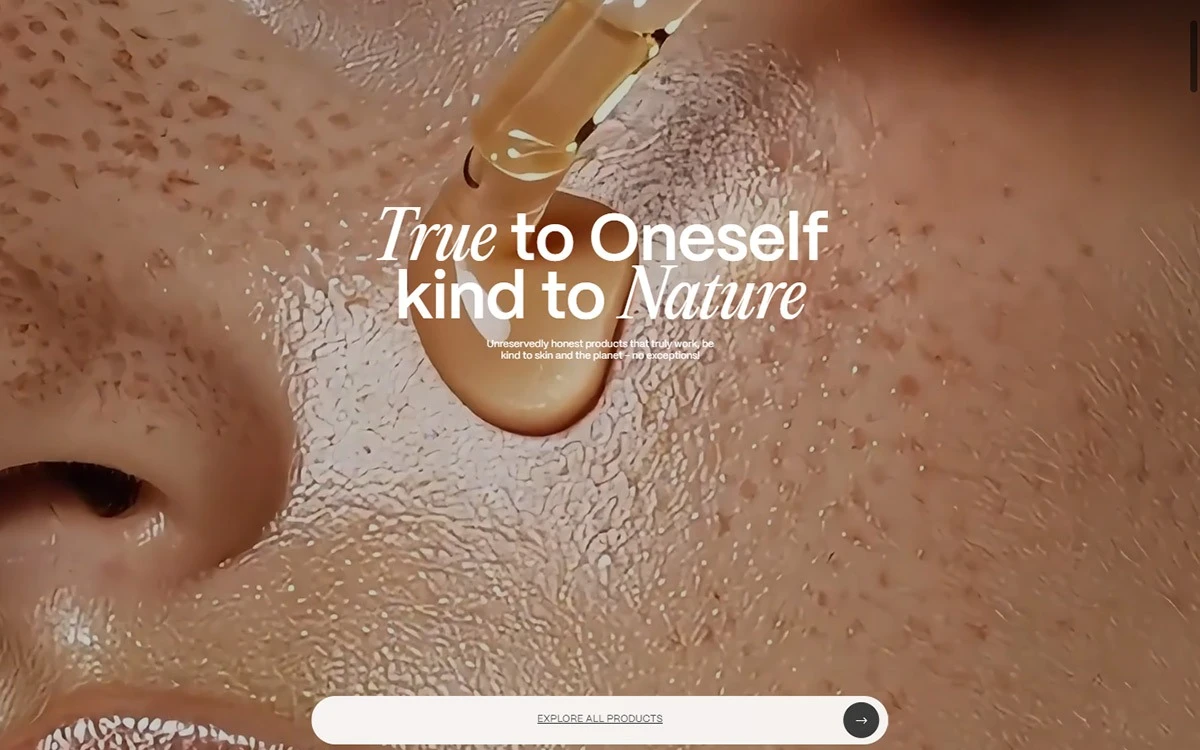 True to Oneself
kind to Nature
Unreservedly honest products that truly work, be
kind to skin and the planet – no exceptions!
EXPLORE ALL PRODUCTS